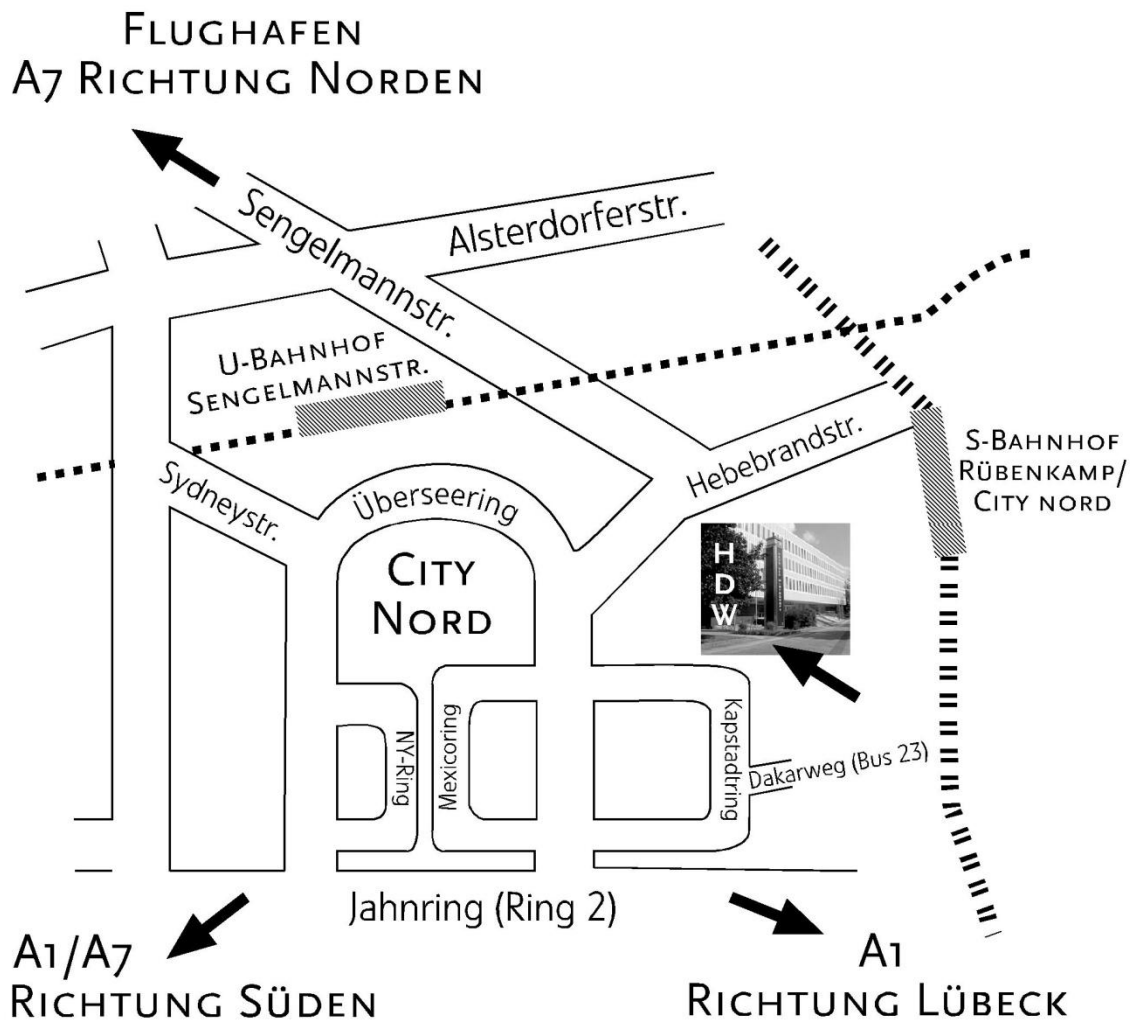 FLUGHAFEN
A7 RICHTUNG NORDEN
Sengelmannstr.
Alsterdorferstr.
U-BAHNHOF
SENGELMANNSTR.
Hebebrandstr.
S-BAHNHOF
RÜBENKAMP/
CITY NORD
Sydneystr.
Überseering
CITY
NORD
H
D
W
NY-Ring
Mexicoring
Kapstadtring
Dakarweg (Bus 23)
Jahnring (Ring 2)
A1/A7
RICHTUNG SÜDEN
A1
RICHTUNG LÜBECK